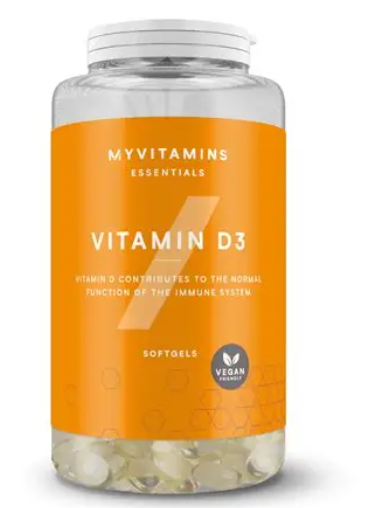 MYVITAMINS
ESSENTIALS
VITAMIN D3
VITAMIN D CONTRIBUTES TO THE NORMAL
FUNCTION OF THE IMMUNE SYSTEM
SOFTGELS
VEGAN
FRIENDLY